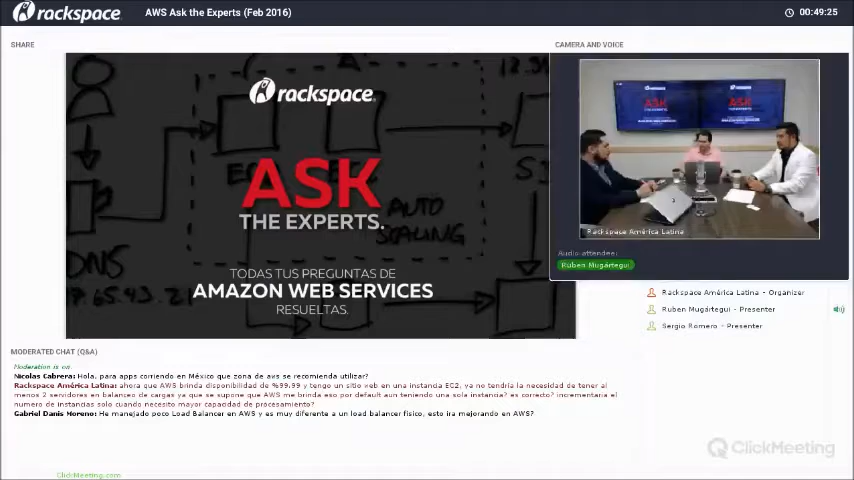 rackspace
AWS Ask the Experts (Feb 2016)
00:49:25
SHARE
CAMERA AND VOICE
rackspace
ASK
THE EXPERTS.
AUTO
SCALING
DNS
TODAS TUS PREGUNTAS DE
AMAZON WEB SERVICES
RESUELTAS.
Rackspace América Latina
Audio attendee:
Ruben Mugártegui
Rackspace América Latina - Organizer
Ruben Mugartegui - Presenter
Sergio Romero - Presenter
MODERATED CHAT (Q&A)
Moderation is on.
Nicolas Cabrera: Hola, para apps corriendo en México que zona de aws se recomienda utilizar?
Rackspace América Latina: ahora que AWS brinda disponibilidad de %99.99 y tengo un sitio web en una instancia EC2, ya no tendria la necesidad de tener al
menos 2 servidores en balanceo de cargas ya que se supone que AWS me brinda eso por default aun teniendo una sola instancia? es correcto? incrementaria el
numero de instancias solo cuando necesito mayor capacidad de procesamiento?
Gabriel Danis Moreno: He manejado poco Load Balancer en AWS y es muy diferente a un load balancer fisico, esto ira mejorando en AWS?
ClickMeeting
ClickMeeting.com